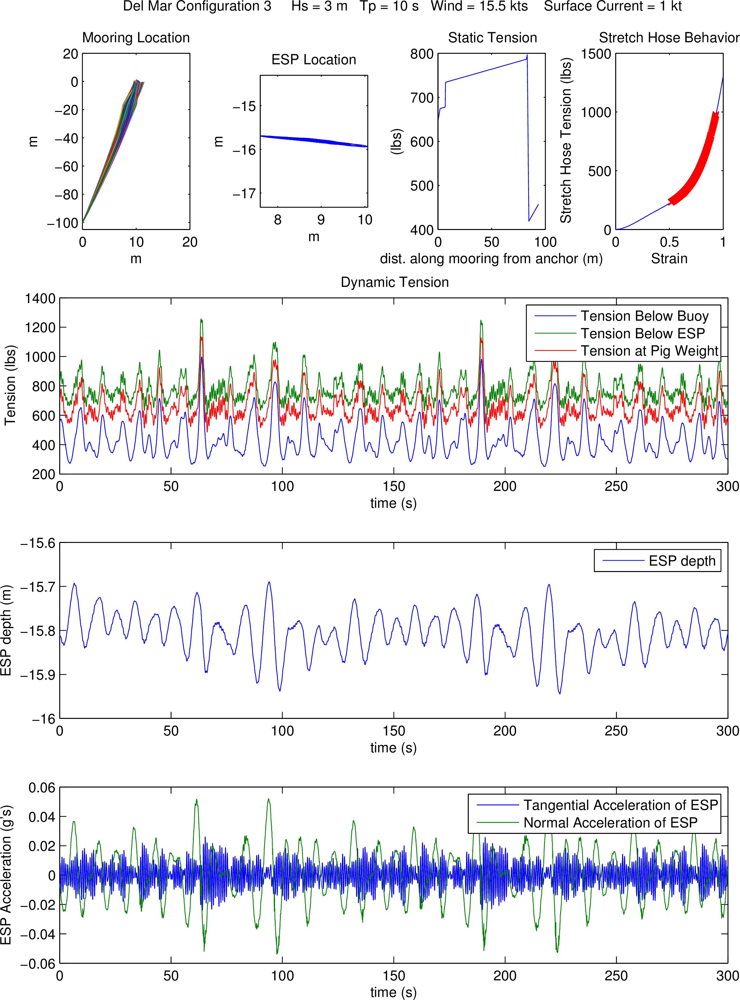 Del Mar Configuration 3 Hs = 3 m Tp = 10 s Wind = 15.5 kts Surface Current = 1 kt
Mooring Location
20
0
−20
−40
−60
−80
−100
m
0 10 20
m
ESP Location
−15
−16
−17
m
8 9 10
m
Static Tension
800
700
600
500
400
(lbs)
0 50 100
dist. along mooring from anchor (m)
Stretch Hose Behavior
1500
1000
500
0
Stretch Hose Tension (lbs)
0 0.5 1
Strain
Dynamic Tension
1400
1200
1000
800
600
400
200
Tension (lbs)
Tension Below Buoy
Tension Below ESP
Tension at Pig Weight
0 50 100 150 200 250 300
time (s)
−15.6
−15.7
−15.8
−15.9
−16
ESP depth (m)
ESP depth
0 50 100 150 200 250 300
time (s)
0.06
0.04
0.02
0
−0.02
−0.04
−0.06
ESP Acceleration (g's)
Tangential Acceleration of ESP
Normal Acceleration of ESP
0 50 100 150 200 250 300
time (s)